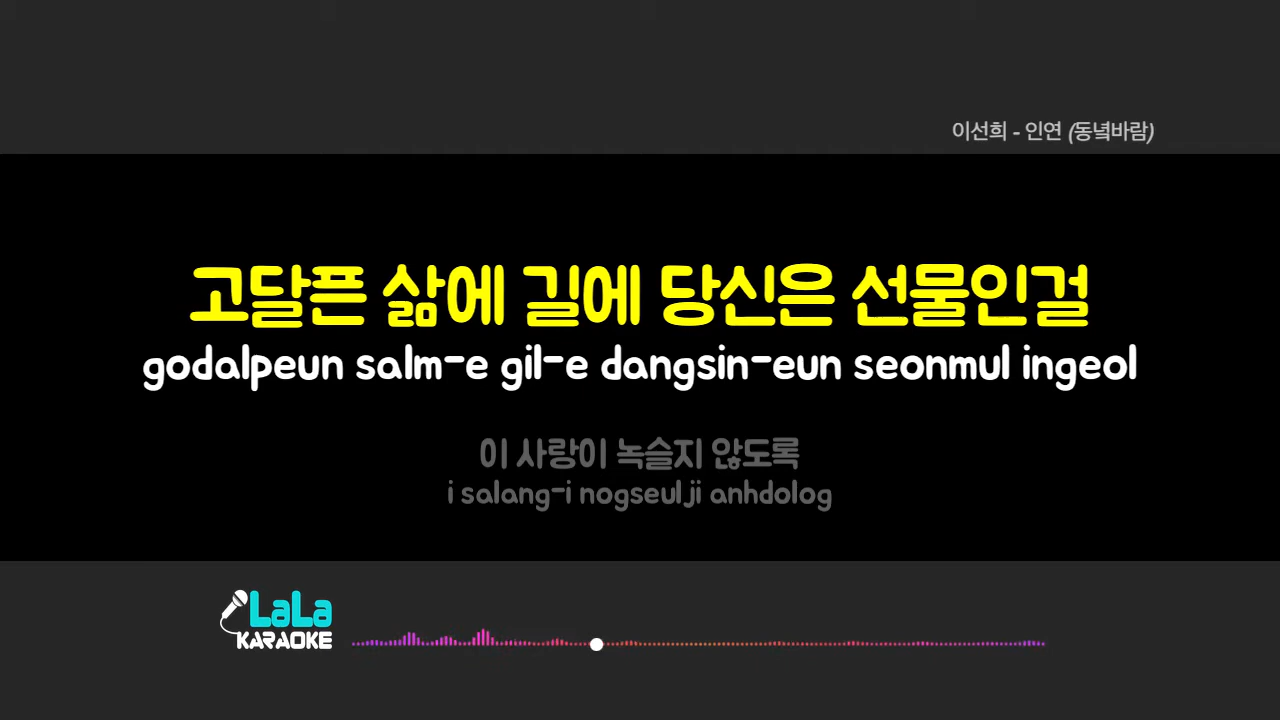 이선희 - 인연 (동녘바람)
고달픈 삶에 길에 당신은 선물인걸
godalpeun salm-e gil-e dangsin-eun seonmul ingeol
이 사랑이 녹슬지 않도록
i salang-i nogseulji anhdolog
LaLa
KARAOKE